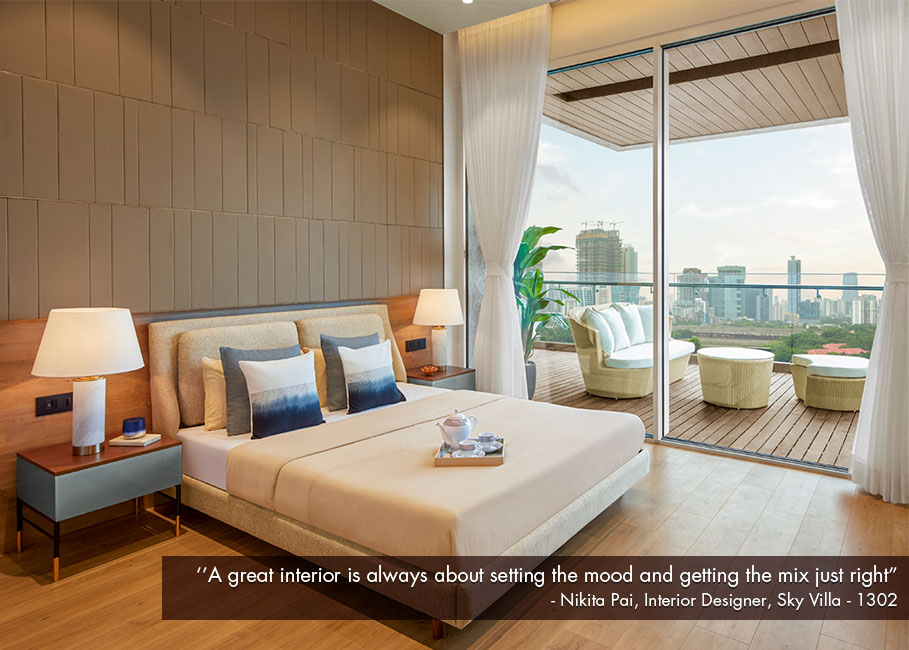 ‘’A great interior is always about setting the mood and getting the mix just right”
- Nikita Pai, Interior Designer, Sky Villa - 1302